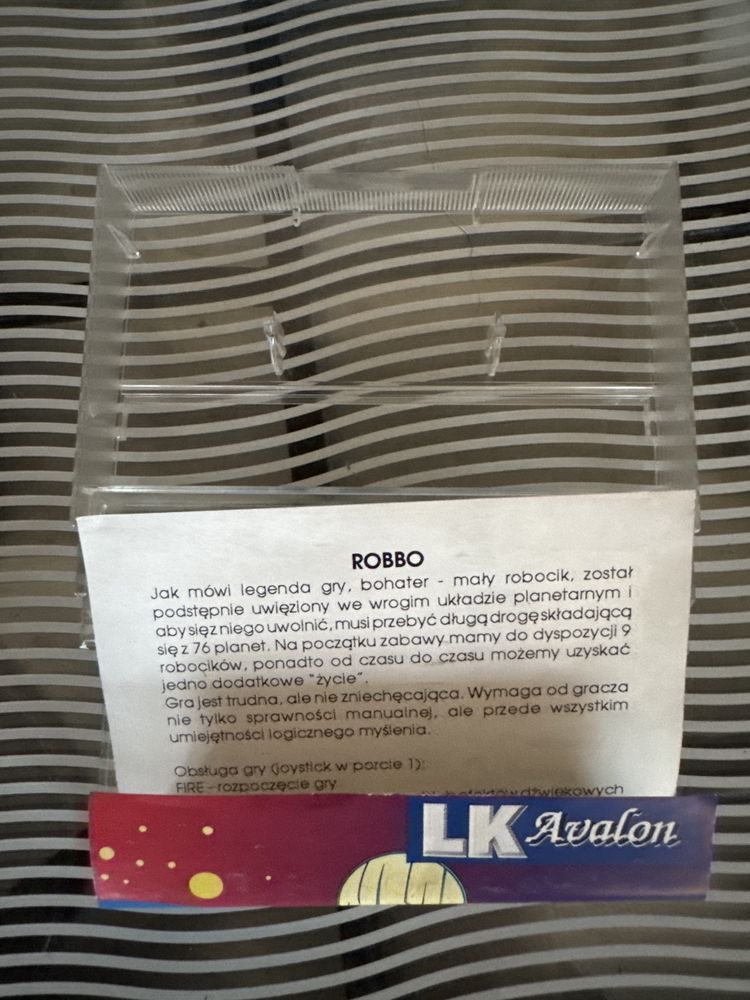 ROBBO
Jak mówi legenda gry, bohater - mały robocik, został
podstępnie uwięziony we wrogim układzie planetarnym i
aby się z niego uwolnić, musi przebyć długą drogę składającą
się z 76 planet. Na początku zabawy mamy do dyspozycji 9
robocików, ponadto od czasu do czasu możemy uzyskać
jedno dodatkowe "życie".
Gra jest trudna, ale nie zniechęcająca. Wymaga od gracza
nie tylko sprawności manualnej, ale przede wszystkim
umiejętności logicznego myślenia.
Obsługa gry (joystick w porcie 1):
FIRE - rozpoczęcie gry
efektów dźwiękowych
LK Avalon